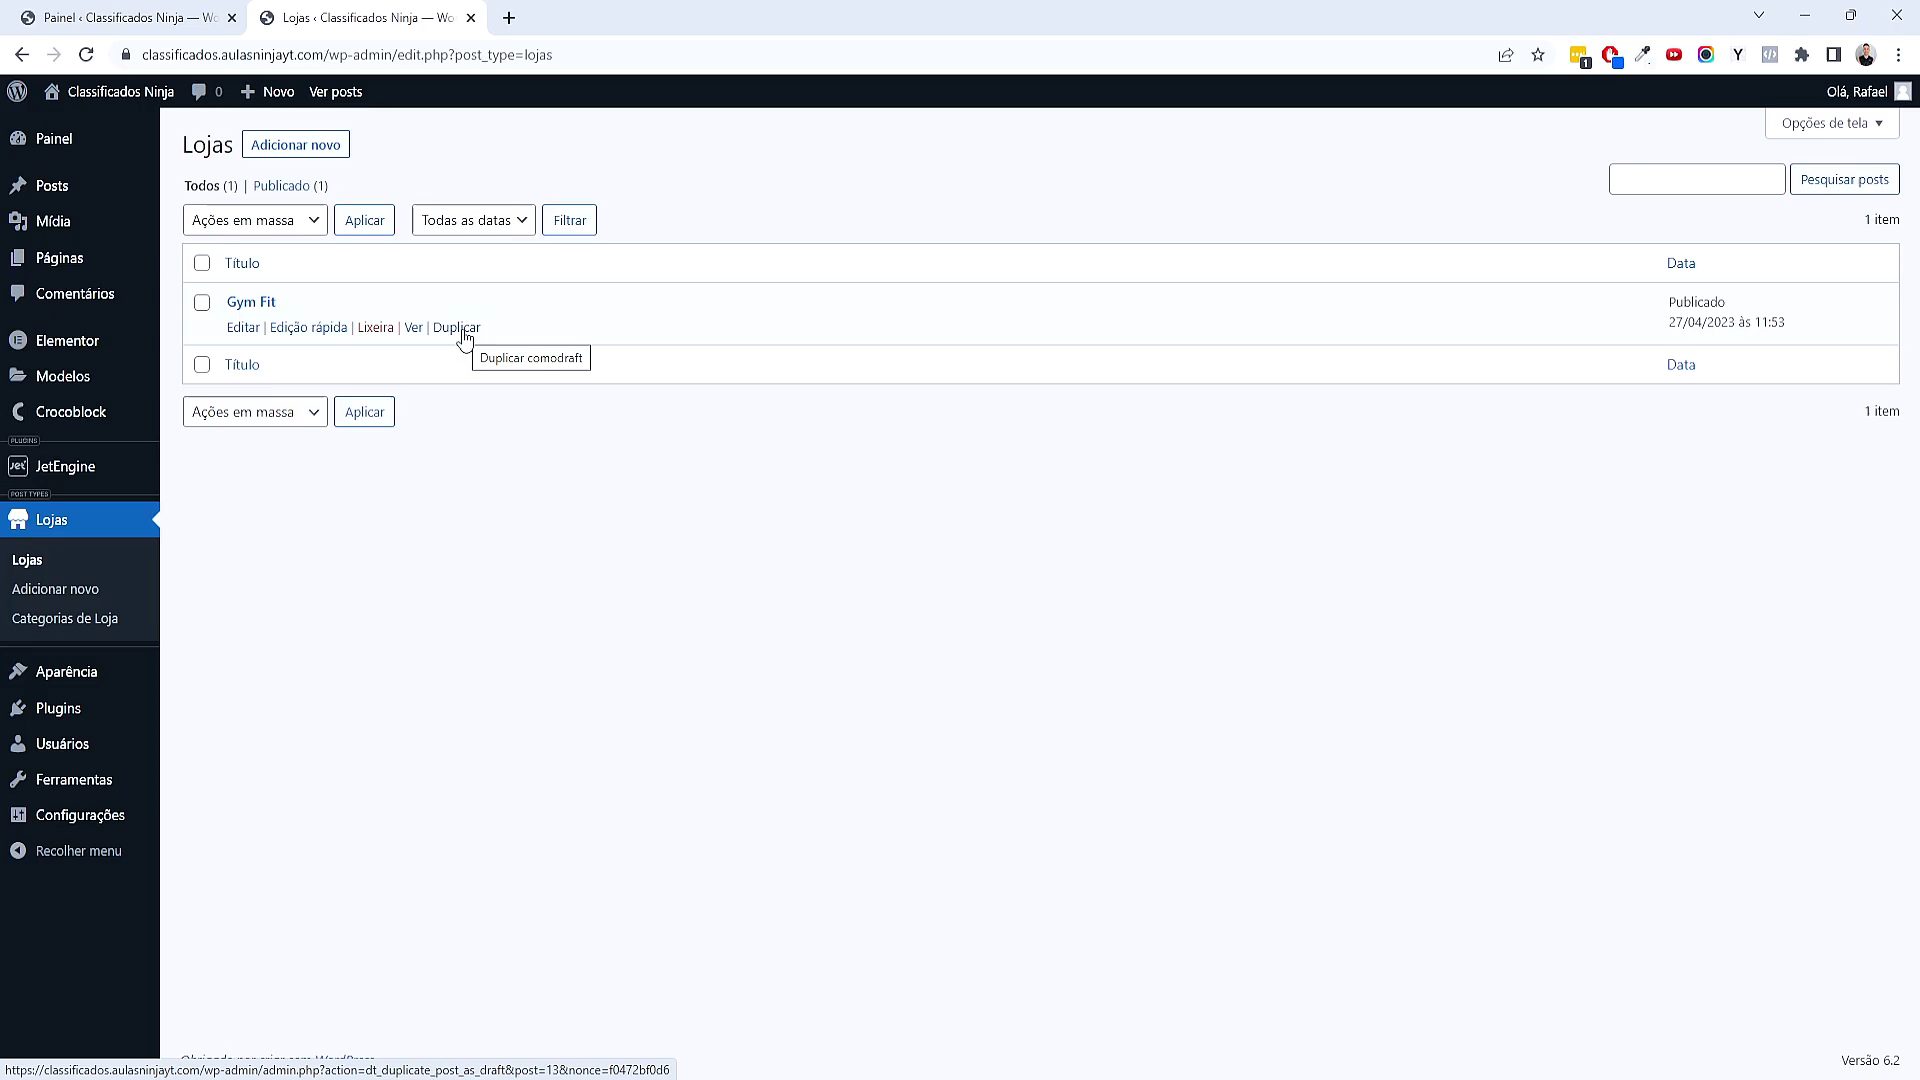 Painel ‹ Classificados Ninja — Wo
Lojas ‹ Classificados Ninja — Wo
classificados.aulasninjayt.com/wp-admin/edit.php?post_type=lojas
1
Y
Classificados Ninja
0
Novo
Ver posts
Olá, Rafael
Painel
Posts
Mídia
Páginas
Comentários
Elementor
Modelos
Crocoblock
PLUGINS
Jet
JetEngine
POST TYPES
Lojas
Lojas
Adicionar novo
Categorias de Loja
Aparência
Plugins
Usuários
Ferramentas
Configurações
Recolher menu
Opções de tela
Lojas
Adicionar novo
Todos (1) | Publicado (1)
Pesquisar posts
Ações em massa
Aplicar
Todas as datas
Filtrar
1 item
Título
Data
Gym Fit
Editar | Edição rápida | Lixeira | Ver | Duplicar
Publicado
27/04/2023 às 11:53
Duplicar comodraft
Título
Data
Ações em massa
Aplicar
1 item
Versão 6.2
https://classificados.aulasninjayt.com/wp-admin/admin.php?action=dt_duplicate_post_as_draft&post=13&nonce=f0472bf0d6